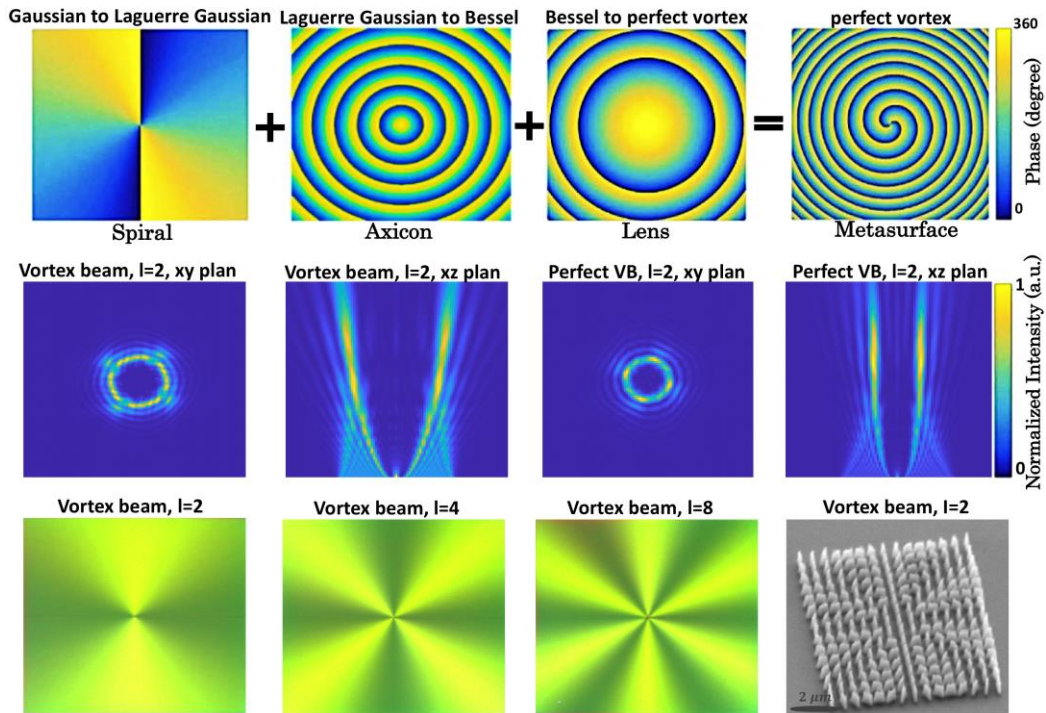 Gaussian to Laguerre Gaussian
Laguerre Gaussian to Bessel
Bessel to perfect vortex
perfect vortex
360
Phase (degree)
0
+
+
=
Spiral
Axicon
Lens
Metasurface
Vortex beam, l=2, xy plan
Vortex beam, l=2, xz plan
Perfect VB, l=2, xy plan
Perfect VB, l=2, xz plan
1
Normalized Intensity (a.u.)
0
Vortex beam, l=2
Vortex beam, l=4
Vortex beam, l=8
Vortex beam, l=2
2 μm